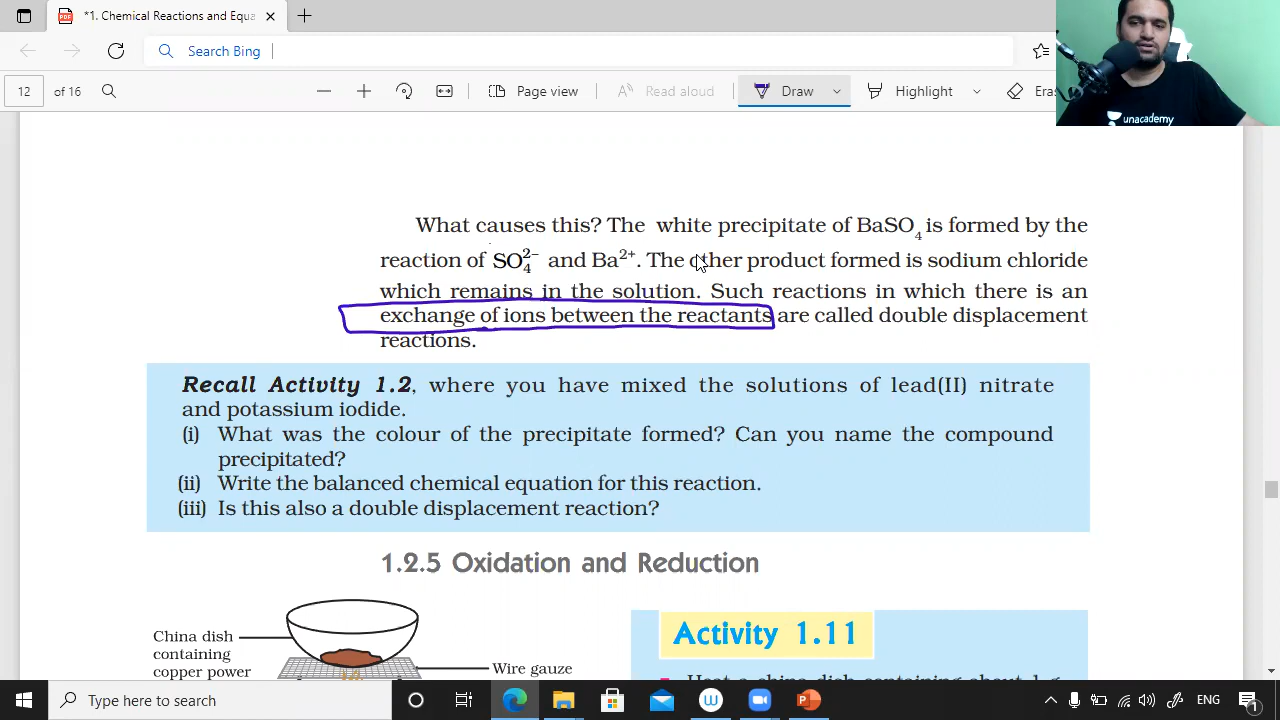 *1. Chemical Reactions and Equa
Search Bing
12 of 16
Page view
Read aloud
Draw
Highlight
Eras
unacademy
What causes this? The white precipitate of BaSO4 is formed by the
reaction of SO4^2– and Ba^2+. The other product formed is sodium chloride
which remains in the solution. Such reactions in which there is an
exchange of ions between the reactants are called double displacement
reactions.
Recall Activity 1.2, where you have mixed the solutions of lead(II) nitrate
and potassium iodide.
(i) What was the colour of the precipitate formed? Can you name the compound
precipitated?
(ii) Write the balanced chemical equation for this reaction.
(iii) Is this also a double displacement reaction?
1.2.5 Oxidation and Reduction
China dish
containing
copper power
Wire gauze
Activity 1.11
Type here to search
ENG
1